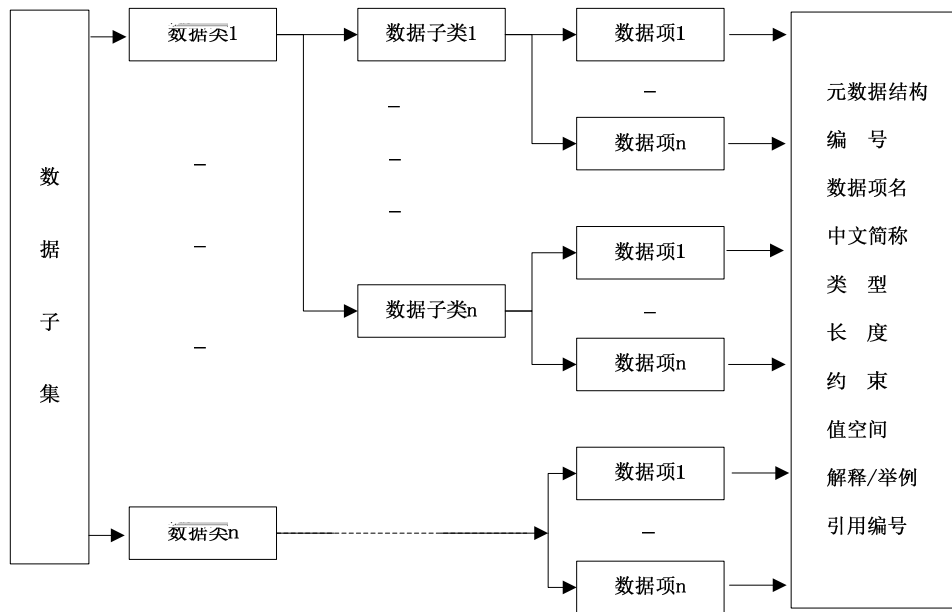 数据子集
数据类1
数据类n
数据子类1
数据子类n
数据项1
数据项n
数据项1
数据项n
数据项1
数据项n
元数据结构
编 号
数据项名
中文简称
类 型
长 度
约 束
值空间
解释/举例
引用编号